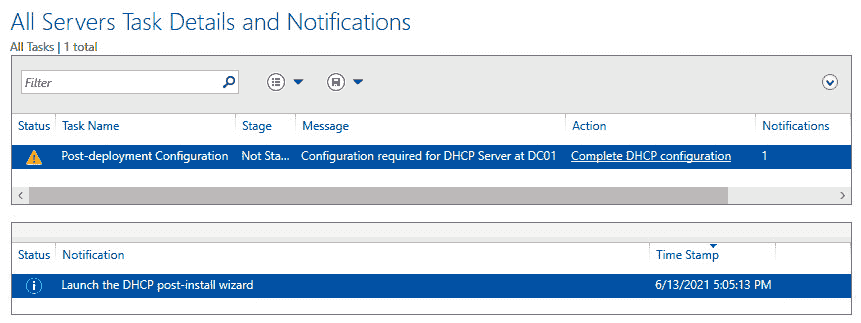 All Servers Task Details and Notifications
All Tasks | 1 total
Filter
Status Task Name Stage Message Action Notifications
Post-deployment Configuration Not Sta... Configuration required for DHCP Server at DC01 Complete DHCP configuration 1
Status Notification Time Stamp
Launch the DHCP post-install wizard 6/13/2021 5:05:13 PM